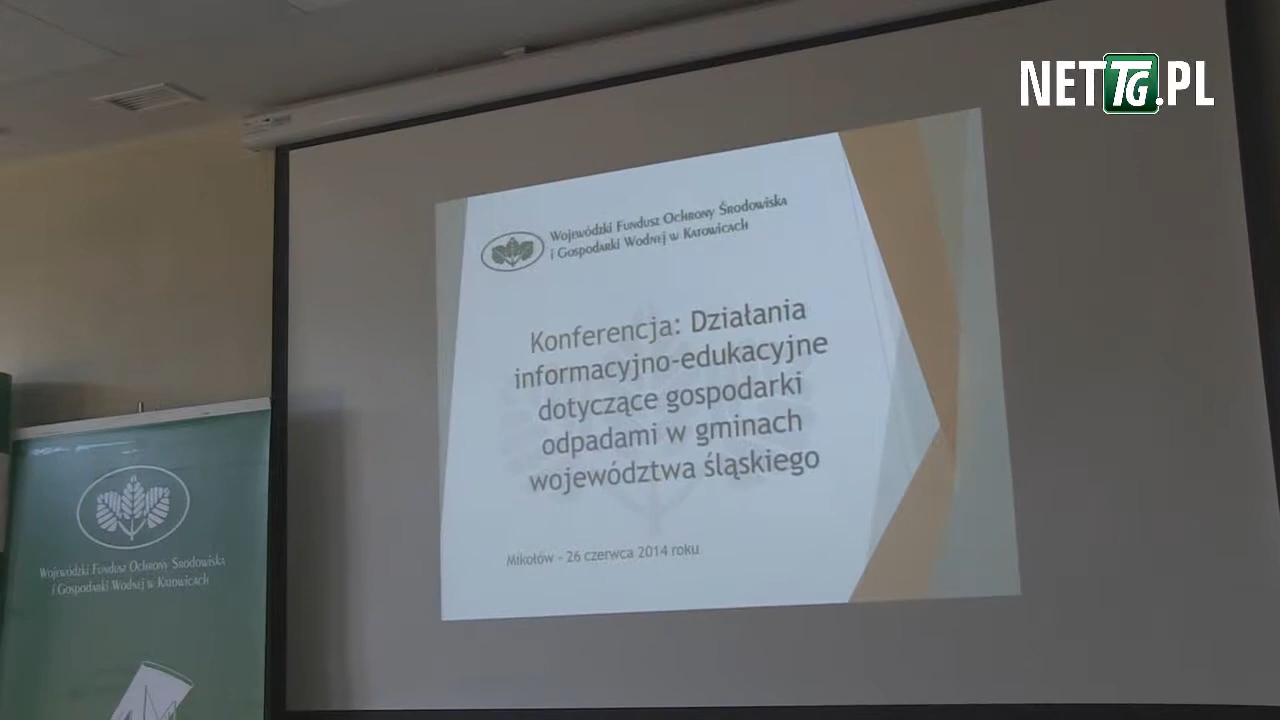 NETTG.PL
Wojewódzki Fundusz Ochrony Środowiska
i Gospodarki Wodnej w Katowicach
Konferencja: Działania
informacyjno-edukacyjne
dotyczące gospodarki
odpadami w gminach
województwa śląskiego
Mikołów - 26 czerwca 2014 roku
Wojewódzki Fundusz Ochrony Środowiska
i Gospodarki Wodnej w Katowicach